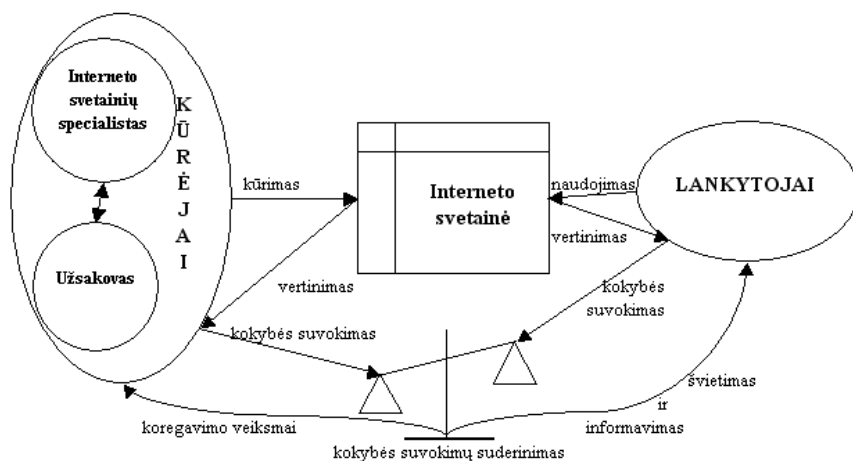 Interneto
svetainių
specialistas
KŪRĖJAI
Užsakovas
kūrimas
vertinimas
Interneto
svetainė
naudojimas
vertinimas
LANKYTOJAI
kokybės suvokimas
kokybės
suvokimas
koregavimo veiksmai
švietimas
ir
informavimas
kokybės suvokimų suderinimas